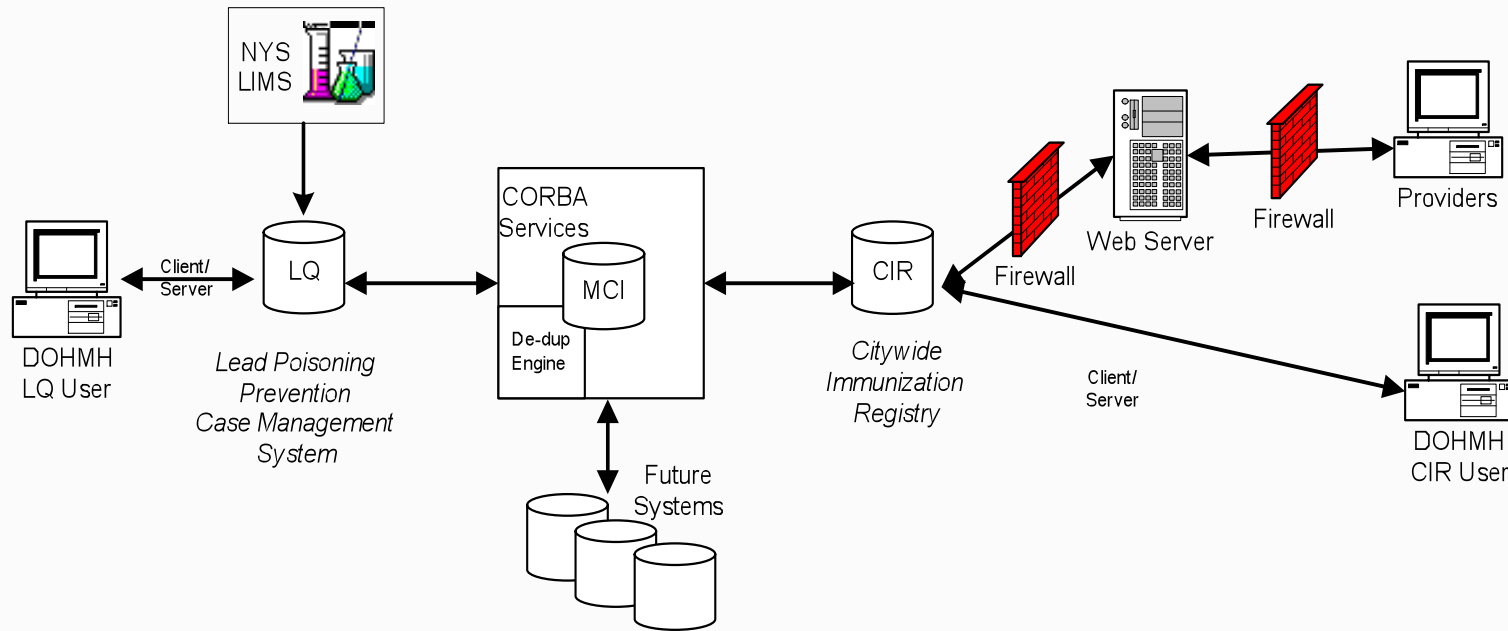 NYS
LIMS
CORBA
Services
MCI
De-dup
Engine
DOHMH
LQ User
Client/
Server
LQ
Lead Poisoning
Prevention
Case Management
System
Future
Systems
CIR
Citywide
Immunization
Registry
Firewall
Web Server
Firewall
Providers
Client/
Server
DOHMH
CIR User